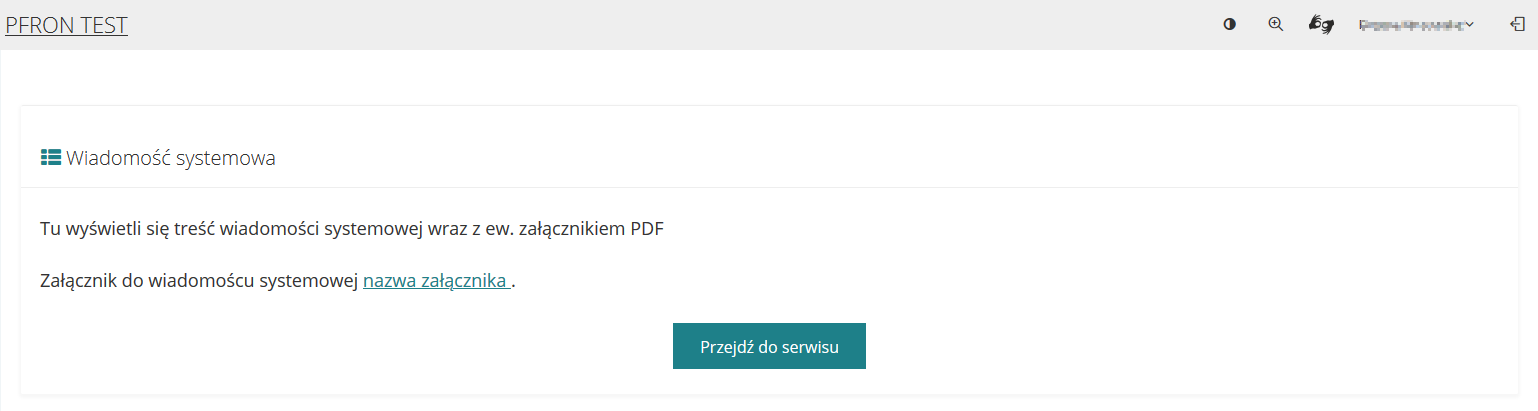 PFRON TEST
Wiadomość systemowa
Tu wyświetli się treść wiadomości systemowej wraz z ew. załącznikiem PDF
Załącznik do wiadomoścu systemowej nazwa załącznika .
Przejdź do serwisu